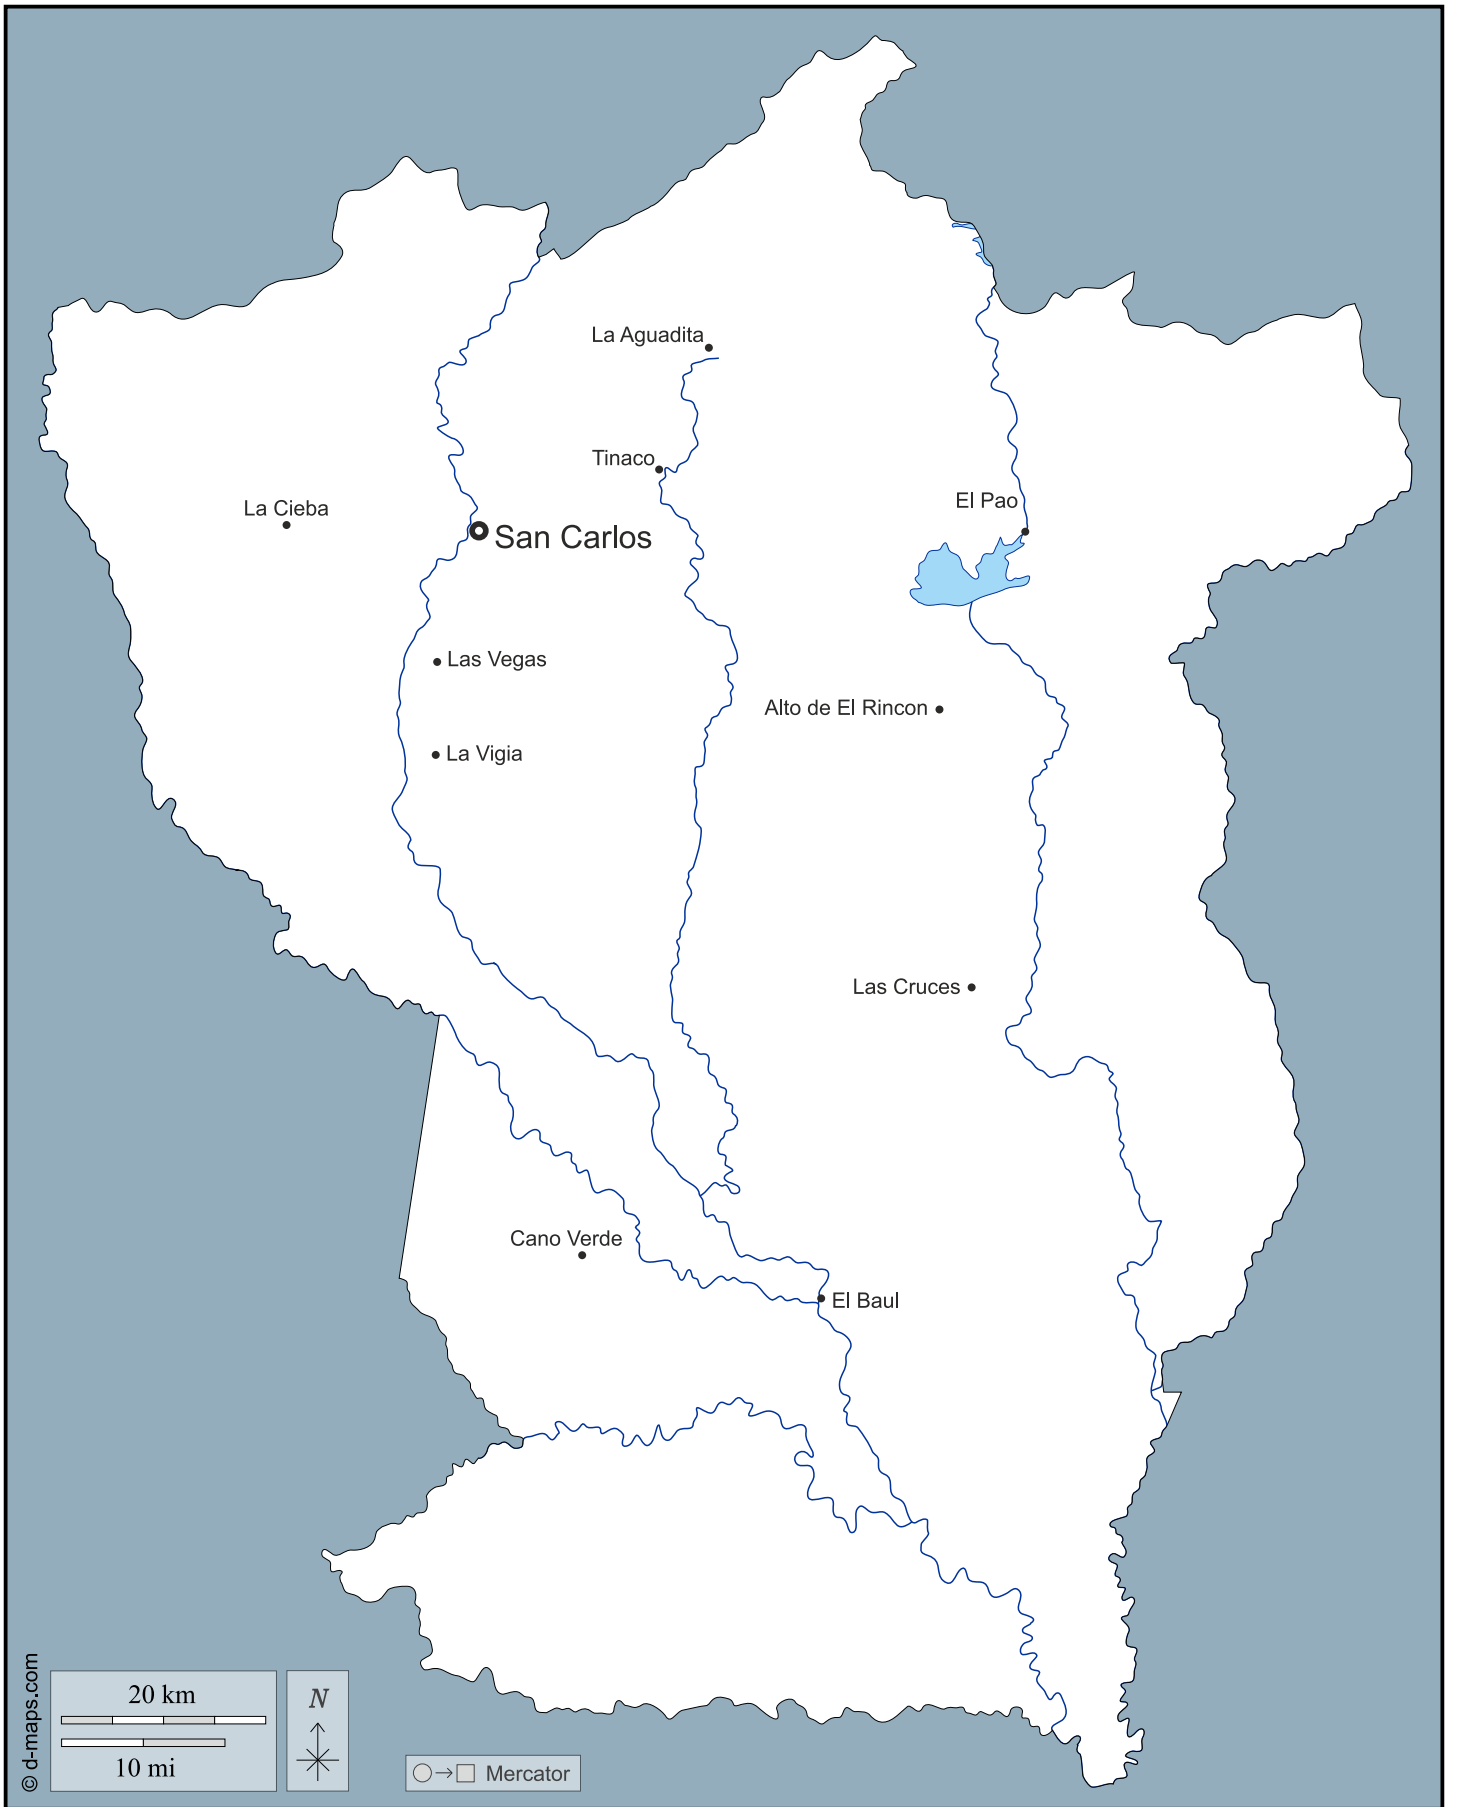 La Aguadita
Tinaco
El Pao
La Cieba
San Carlos
Las Vegas
Alto de El Rincon
La Vigia
Las Cruces
Cano Verde
El Baul
© d-maps.com
20 km
10 mi
N
Mercator